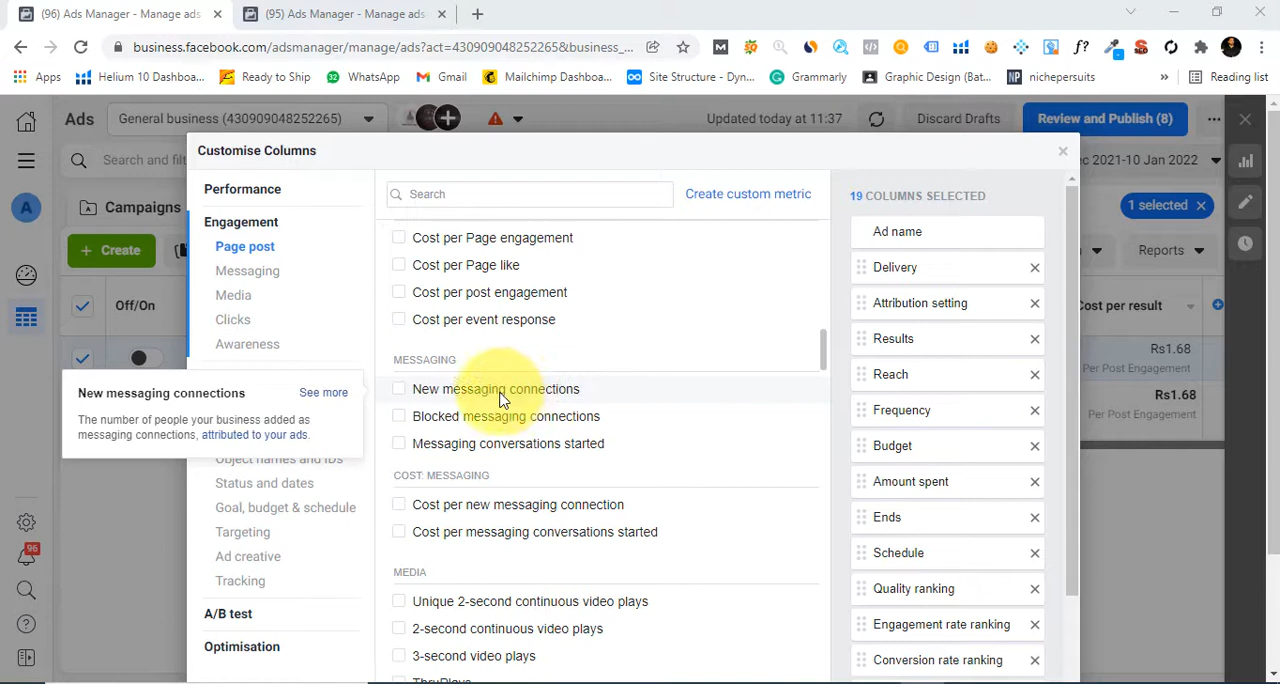 (96) Ads Manager - Manage ads
(95) Ads Manager - Manage ads
business.facebook.com/adsmanager/manage/ads?act=430909048252265&business_...
Apps
Helium 10 Dashboa...
Ready to Ship
32
WhatsApp
Gmail
Mailchimp Dashboa...
Site Structure - Dyn...
Grammarly
Graphic Design (Bat...
NP
nichepersuits
»
Reading list
Ads
General business (430909048252265)
Updated today at 11:37
Discard Drafts
Review and Publish (8)
Search and filt
ec 2021-10 Jan 2022
Campaigns
1 selected
+ Create
Reports
Off/On
Cost per result
Rs1.68
Per Post Engagement
Rs1.68
Per Post Engagement
A
96
Customise Columns
Performance
Engagement
Page post
Messaging
Media
Clicks
Awareness
New messaging connections
See more
The number of people your business added as
messaging connections, attributed to your ads.
Object names and IDs
Status and dates
Goal, budget & schedule
Targeting
Ad creative
Tracking
A/B test
Optimisation
Search
Create custom metric
Cost per Page engagement
Cost per Page like
Cost per post engagement
Cost per event response
MESSAGING
New messaging connections
Blocked messaging connections
Messaging conversations started
COST: MESSAGING
Cost per new messaging connection
Cost per messaging conversations started
MEDIA
Unique 2-second continuous video plays
2-second continuous video plays
3-second video plays
ThruPlays
19 COLUMNS SELECTED
Ad name
Delivery
Attribution setting
Results
Reach
Frequency
Budget
Amount spent
Ends
Schedule
Quality ranking
Engagement rate ranking
Conversion rate ranking